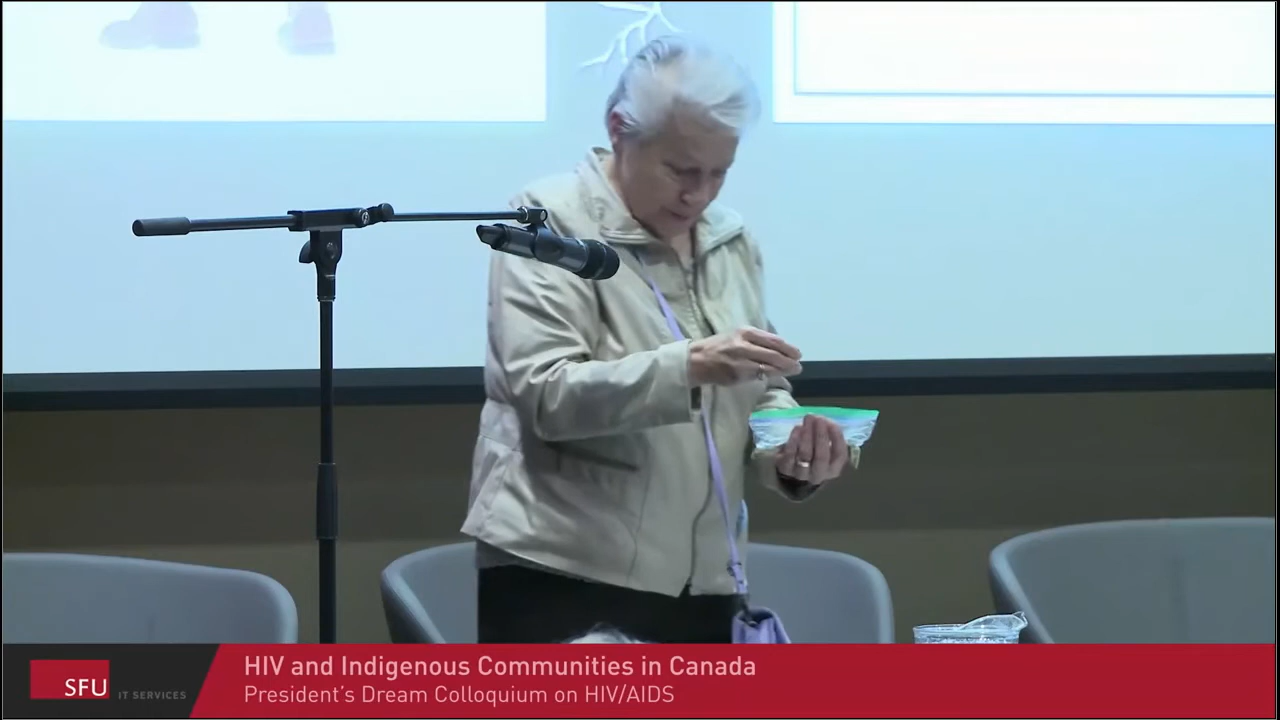 HIV and Indigenous Communities in Canada
President's Dream Colloquium on HIV/AIDS
SFU IT SERVICES